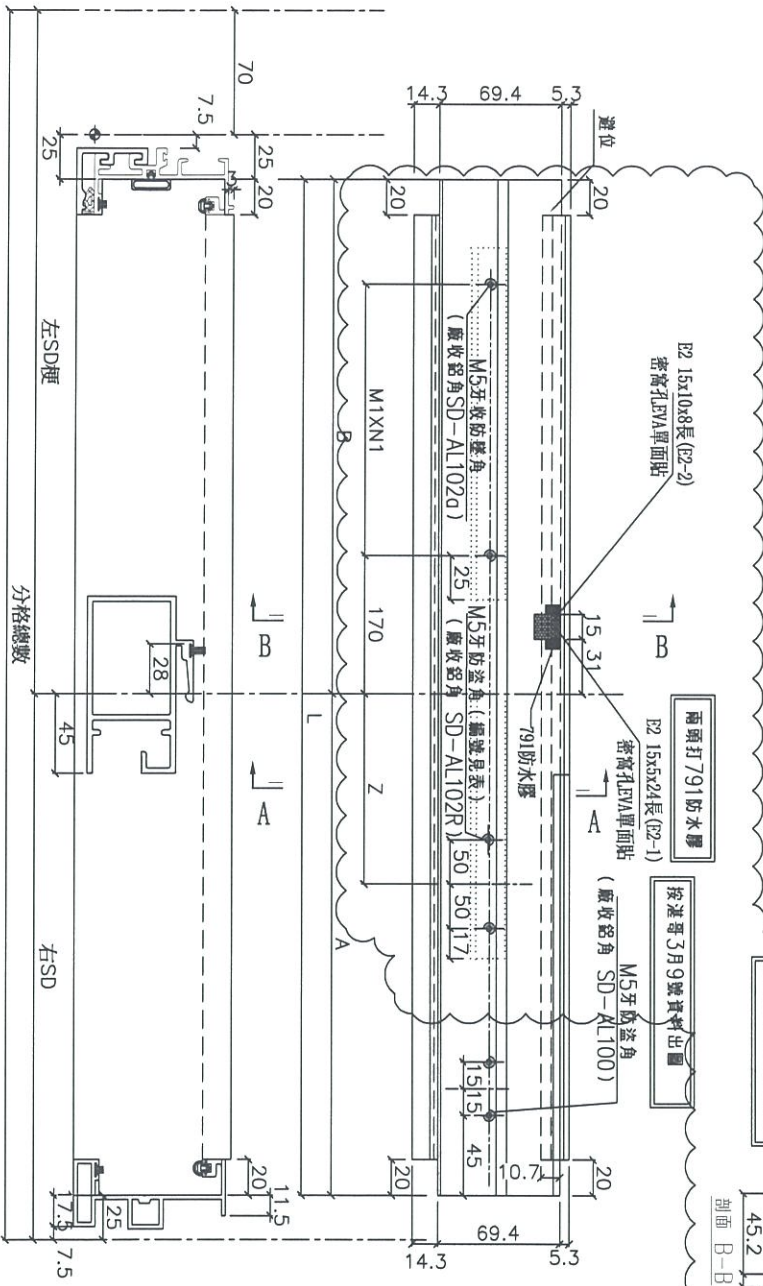 70
7.5
25
25
20
3
左SD梗
分格總數
28
45
B
A
右SD
20
11.5
17.5
25
7.5
14.3
69.4
5.3
避位
20
20
E2 15x10x8長(E2-2)
密窩孔EVA單面貼
M5牙收防墜角
(廠收鋁角SD-AL102a)
M1XN1
B
25
170
L
M5牙防盜角(編號見表)
(廠收鋁角 SD-AL102R)
B
15
31
791防水膠
E2 15x5x24長(E2-1)
密窩孔EVA單面貼
A
兩頭打791防水膠
Z
50
50
17
A
按湛哥3月9號資料出圖
M5牙防盜角
(廠收鋁角 SD-AL100)
15
15
45
10.7
20
20
14.3
69.4
5.3
45.2
剖面 B-B